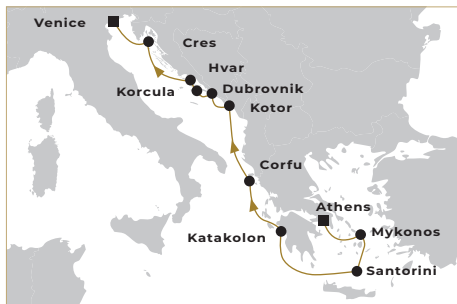 Venice
Cres
Hvar
Korcula
Dubrovnik
Kotor
Corfu
Athens
Katakolon
Mykonos
Santorini